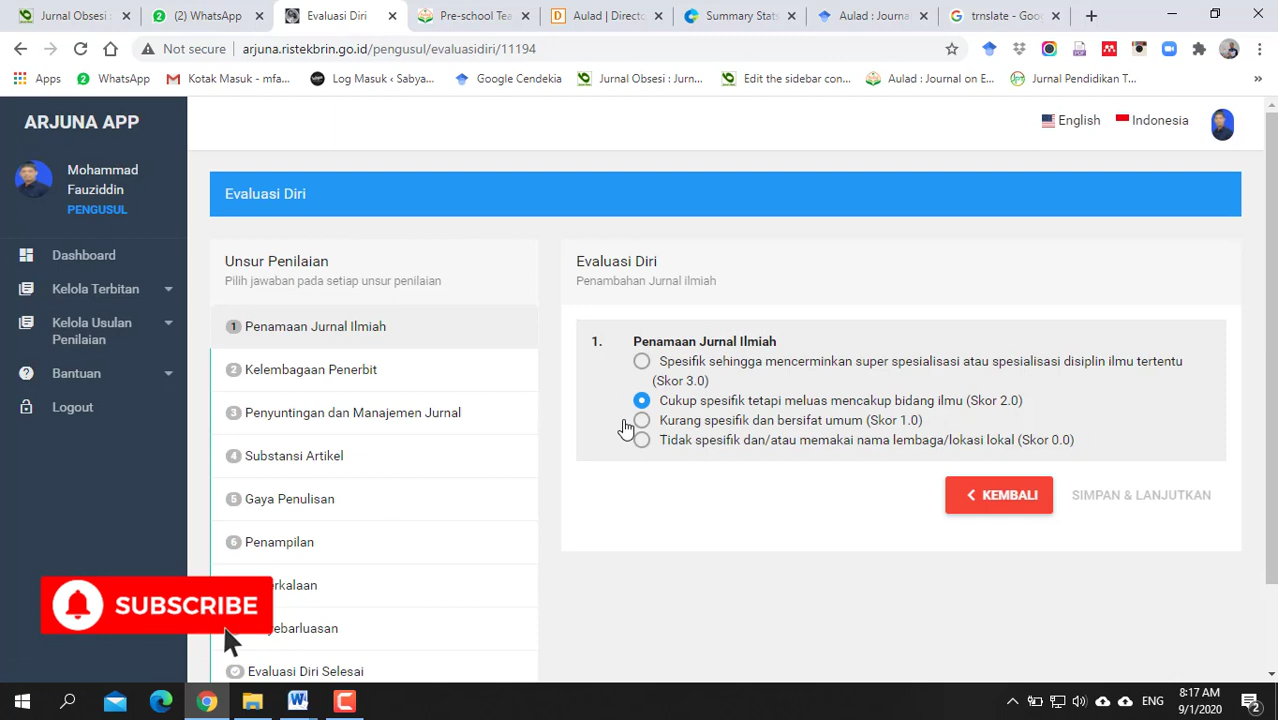 Jurnal Obsesi :
(2) WhatsApp
Evaluasi Diri
Pre-school Tea
Aulad | Direct
Summary Stat
Aulad : Journa
trnslate - Goo
Not secure
arjuna.ristekbrin.go.id/pengusul/evaluasidiri/11194
Apps
WhatsApp
Kotak Masuk - mfa...
Log Masuk ‹ Sabya...
Google Cendekia
Jurnal Obsesi : Jurn...
Edit the sidebar con...
Aulad : Journal on E...
Jurnal Pendidikan T...
ARJUNA APP
English
Indonesia
Mohammad
Fauziddin
PENGUSUL
Dashboard
Kelola Terbitan
Kelola Usulan
Penilaian
Bantuan
Logout
Evaluasi Diri
Unsur Penilaian
Pilih jawaban pada setiap unsur penilaian
1 Penamaan Jurnal Ilmiah
2 Kelembagaan Penerbit
3 Penyuntingan dan Manajemen Jurnal
4 Substansi Artikel
5 Gaya Penulisan
6 Penampilan
rkalaan
ebarluasan
Evaluasi Diri Selesai
Evaluasi Diri
Penambahan Jurnal ilmiah
1. Penamaan Jurnal Ilmiah
Spesifik sehingga mencerminkan super spesialisasi atau spesialisasi disiplin ilmu tertentu
(Skor 3.0)
Cukup spesifik tetapi meluas mencakup bidang ilmu (Skor 2.0)
Kurang spesifik dan bersifat umum (Skor 1.0)
Tidak spesifik dan/atau memakai nama lembaga/lokasi lokal (Skor 0.0)
KEMBALI
SIMPAN & LANJUTKAN
SUBSCRIBE
ENG
8:17 AM
9/1/2020
2